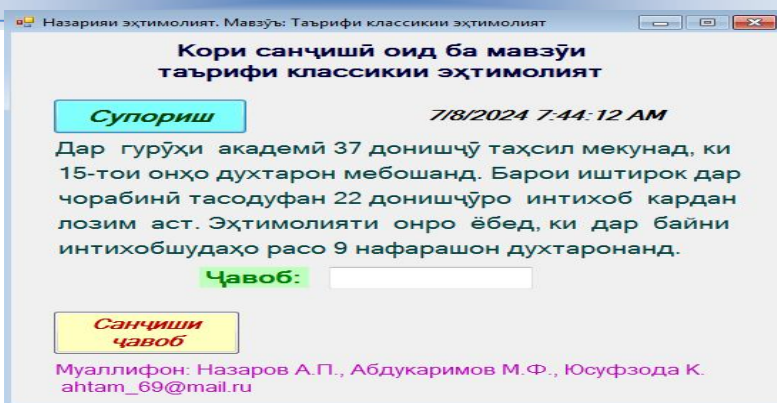 Назарияи эҳтимолият. Мавзӯъ: Таърифи классикии эҳтимолият
Кори санҷишӣ оид ба мавзӯи
таърифи классикии эҳтимолият
Супориш
7/8/2024 7:44:12 AM
Дар гурӯҳи академӣ 37 донишҷӯ таҳсил мекунад, ки
15-тои онҳо духтарон мебошанд. Барои иштирок дар
чорабинӣ тасодуфан 22 донишҷӯро интихоб кардан
лозим аст. Эҳтимолияти онро ёбед, ки дар байни
интихобшудаҳо расо 9 нафарашон духтаронанд.
Ҷавоб:
Санҷиши
ҷавоб
Муаллифон: Назаров А.П., Абдукаримов М.Ф., Юсуфзода К.
ahtam_69@mail.ru